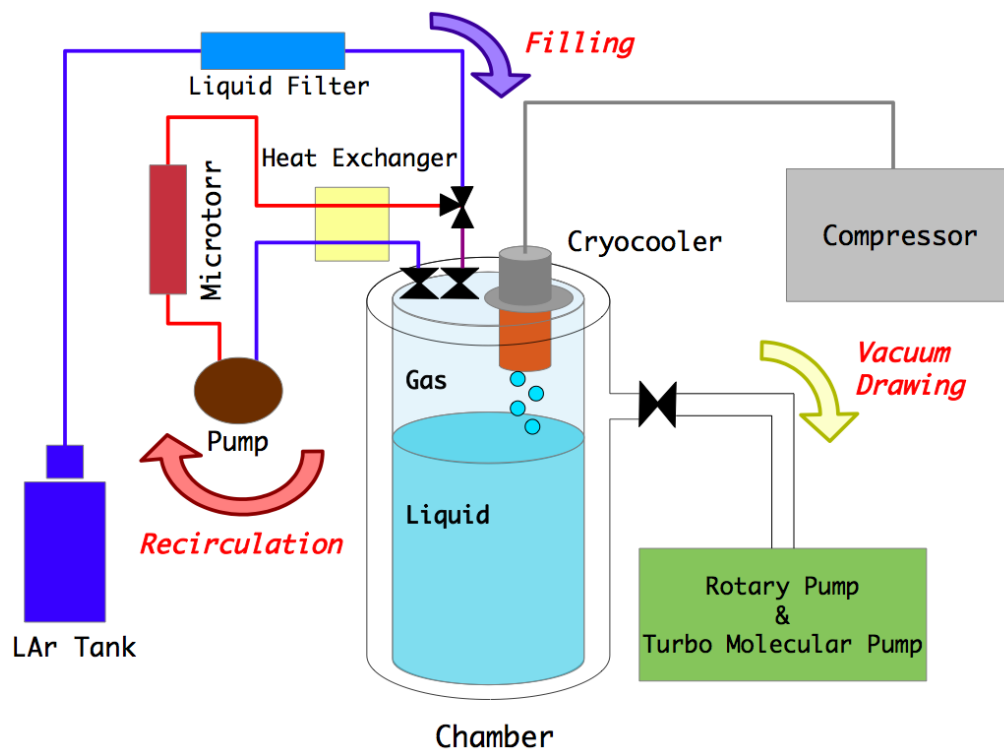 Filling
Liquid Filter
Heat Exchanger
Microtorr
Cryocooler
Compressor
Vacuum
Drawing
Gas
Pump
Liquid
Recirculation
Rotary Pump
&
Turbo Molecular Pump
LAr Tank
Chamber